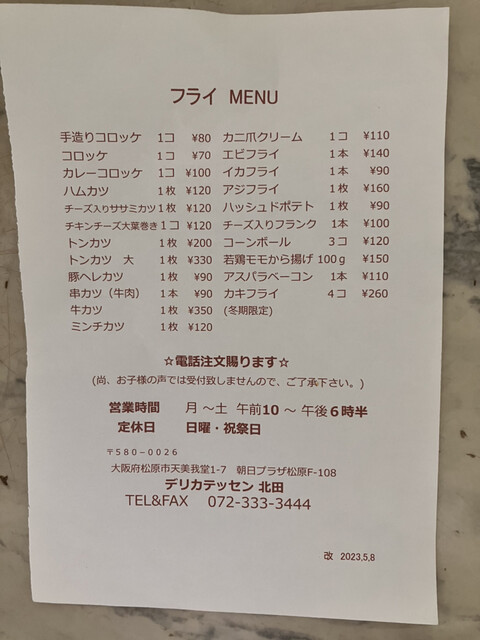 フライ MENU
手造りコロッケ 1コ ¥80 カニ爪クリーム 1コ ¥110
コロッケ 1コ ¥70 エビフライ 1本 ¥140
カレーコロッケ 1コ ¥100 イカフライ 1本 ¥90
ハムカツ 1枚 ¥120 アジフライ 1枚 ¥160
チーズ入りササミカツ 1枚 ¥120 ハッシュドポテト 1枚 ¥90
チキンチーズ大葉巻き 1コ ¥120 チーズ入りフランク 1本 ¥100
トンカツ 1枚 ¥200 コーンボール 3コ ¥120
トンカツ 大 1枚 ¥330 若鶏モモから揚げ 100g ¥150
豚ヘレカツ 1枚 ¥90 アスパラベーコン 1本 ¥110
串カツ（牛肉） 1本 ¥90 カキフライ 4コ ¥260
牛カツ 1枚 ¥350 (冬期限定)
ミンチカツ 1枚 ¥120
☆電話注文賜ります☆
(尚、お子様の声では受付致しませんので、ご了承下さい。)
営業時間 月 ～土 午前10 ～ 午後６時半
定休日 日曜・祝祭日
〒580－0026
大阪府松原市天美我堂1-7 朝日プラザ松原F-108
デリカテッセン 北田
TEL&FAX 072-333-3444
改 2023,5,8